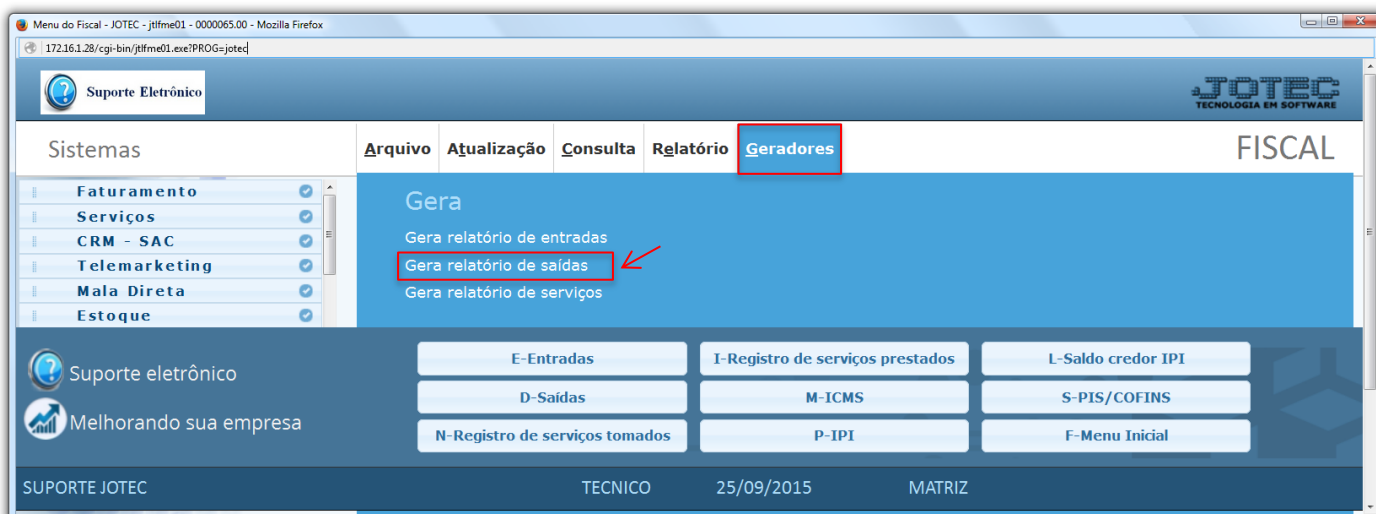 Menu do Fiscal - JOTEC - jtlfme01 - 0000065.00 - Mozilla Firefox
172.16.1.28/cgi-bin/jtlfme01.exe?PROG=jotec
Suporte Eletrônico
JOTEC
TECNOLOGIA EM SOFTWARE
Sistemas
Arquivo Atualização Consulta Relatório Geradores
FISCAL
Faturamento
Serviços
CRM - SAC
Telemarketing
Mala Direta
Estoque
Gera
Gera relatório de entradas
Gera relatório de saídas
Gera relatório de serviços
Suporte eletrônico
Melhorando sua empresa
E-Entradas I-Registro de serviços prestados L-Saldo credor IPI
D-Saídas M-ICMS S-PIS/COFINS
N-Registro de serviços tomados P-IPI F-Menu Inicial
SUPORTE JOTEC TECNICO 25/09/2015 MATRIZ